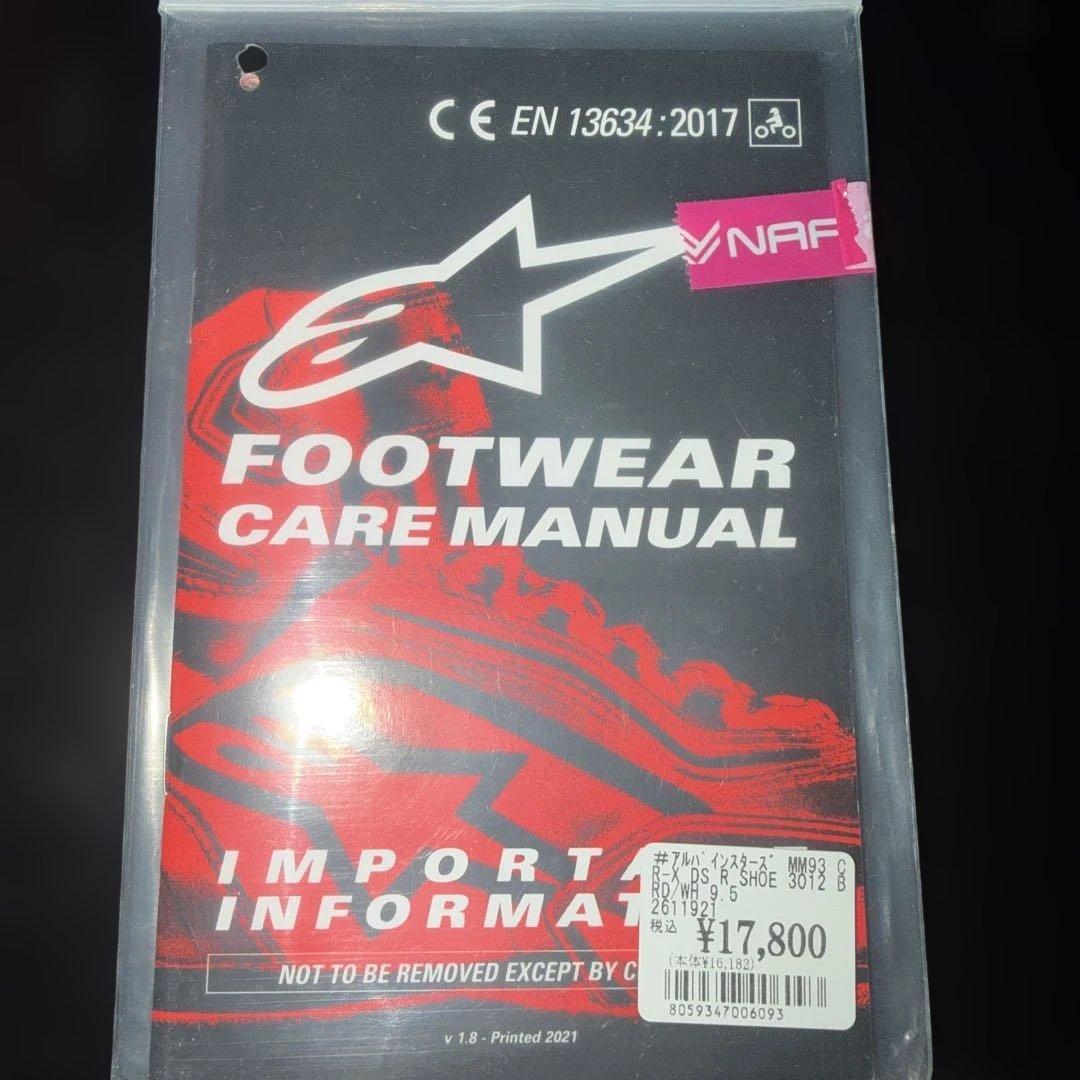 CE EN 13634:2017
NAF
FOOTWEAR
CARE MANUAL
IMPORTA
INFORMAT
NOT TO BE REMOVED EXCEPT BY C
#アルパインスターズ MM93 C
R-X DS R SHOE 3012 B
RD/WH 9.5
2611921
税込 ¥17,800
(本体¥16,182)
8059347006093
v 1.8 - Printed 2021